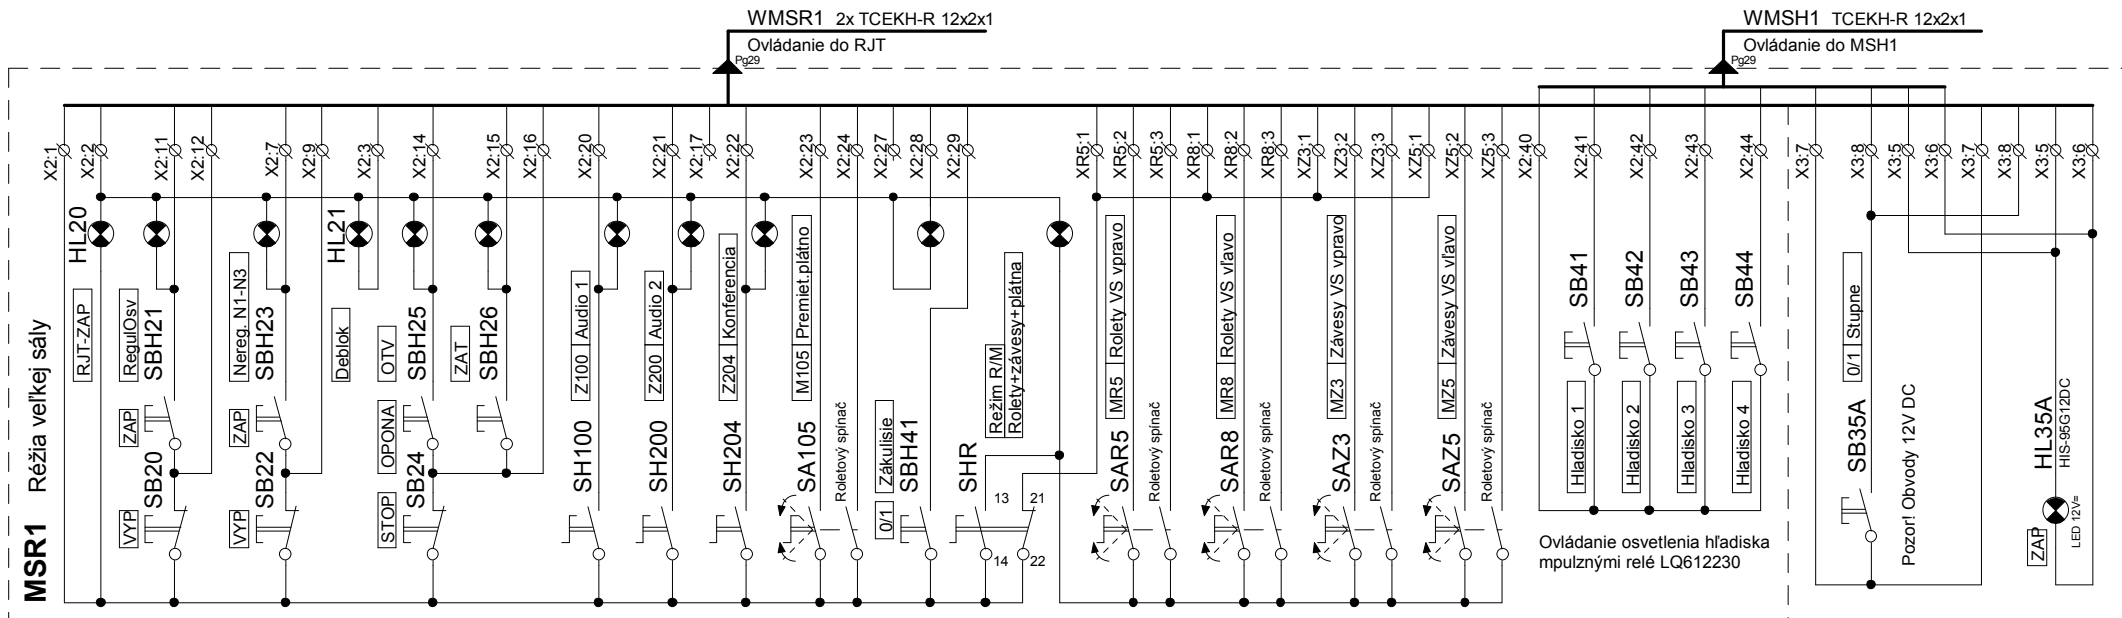 WMSR1 2x TCEKH-R 12x2x1
Ovládanie do RJT
Pg29
WMSH1 TCEKH-R 12x2x1
Ovládanie do MSH1
Pg29
MSR1 Réžia veľkej sály
X2:1
X2:2
X2:11
X2:12
X2:7
X2:9
X2:3
X2:14
X2:15
X2:16
X2:20
X2:21
X2:17
X2:22
X2:23
X2:24
X2:27
X2:28
X2:29
XR5:1
XR5:2
XR5:3
XR8:1
XR8:2
XR8:3
XZ3:1
XZ3:2
XZ3:3
XZ5:1
XZ5:2
XZ5:3
X2:40
X2:41
X2:42
X2:43
X2:44
X3:7
X3:8
X3:5
X3:6
X3:7
X3:8
X3:5
X3:6
HL20
RJT-ZAP
RegulOsv
SBH21
ZAP
SB20
VYP
Nereg. N1-N3
SBH23
ZAP
SB22
VYP
HL21
Deblok
OTV
SBH25
OPONA
SB24
STOP
ZAT
SBH26
Z100 Audio 1
SH100
Z200 Audio 2
SH200
Z204 Konferencia
SH204
M105 Premiet.plátno
SA105
Roletový spínač
0/1 Zákulisie
SBH41
Režim R/M
Rolety+závesy+plátna
SHR
13
21
14
22
MR5 Rolety VS vpravo
SAR5
Roletový spínač
MR8 Rolety VS vľavo
SAR8
Roletový spínač
MZ3 Závesy VS vpravo
SAZ3
Roletový spínač
MZ5 Závesy VS vľavo
SAZ5
Roletový spínač
SB41
Hladisko 1
SB42
Hladisko 2
SB43
Hladisko 3
SB44
Hladisko 4
Ovládanie osvetlenia hľadiska
mpulznými relé LQ612230
0/1 Stupne
SB35A
Pozor! Obvody 12V DC
HL35A
HIS-95G12DC
ZAP
LED 12V=